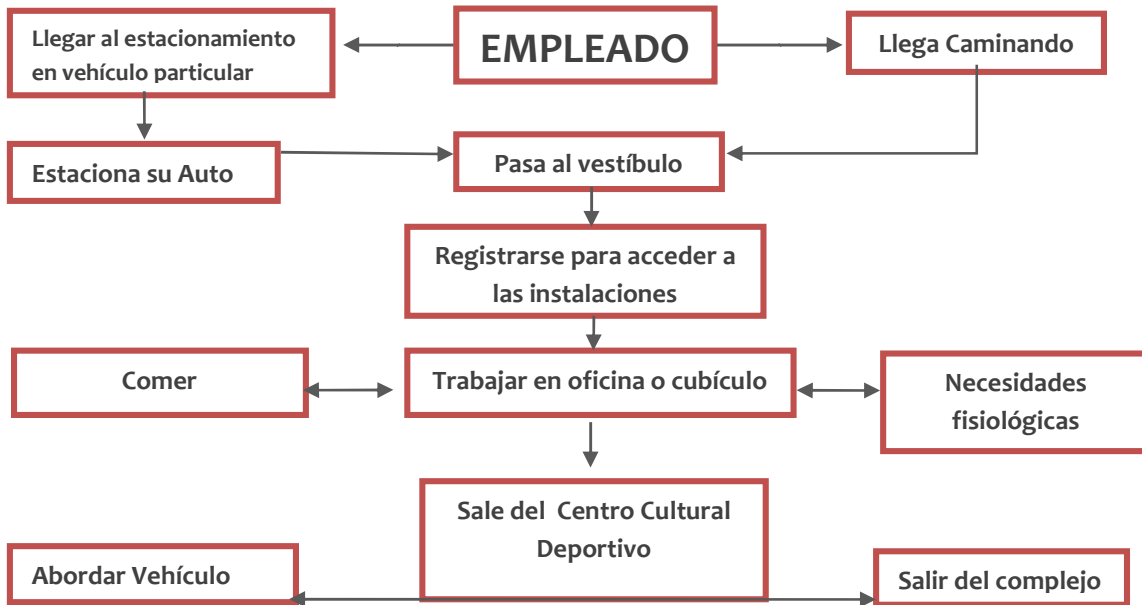 Llegar al estacionamiento
en vehículo particular
EMPLEADO
Llega Caminando
Estaciona su Auto
Pasa al vestíbulo
Registrarse para acceder a
las instalaciones
Comer
Trabajar en oficina o cubículo
Necesidades
fisiológicas
Sale del  Centro Cultural
Deportivo
Abordar Vehículo
Salir del complejo